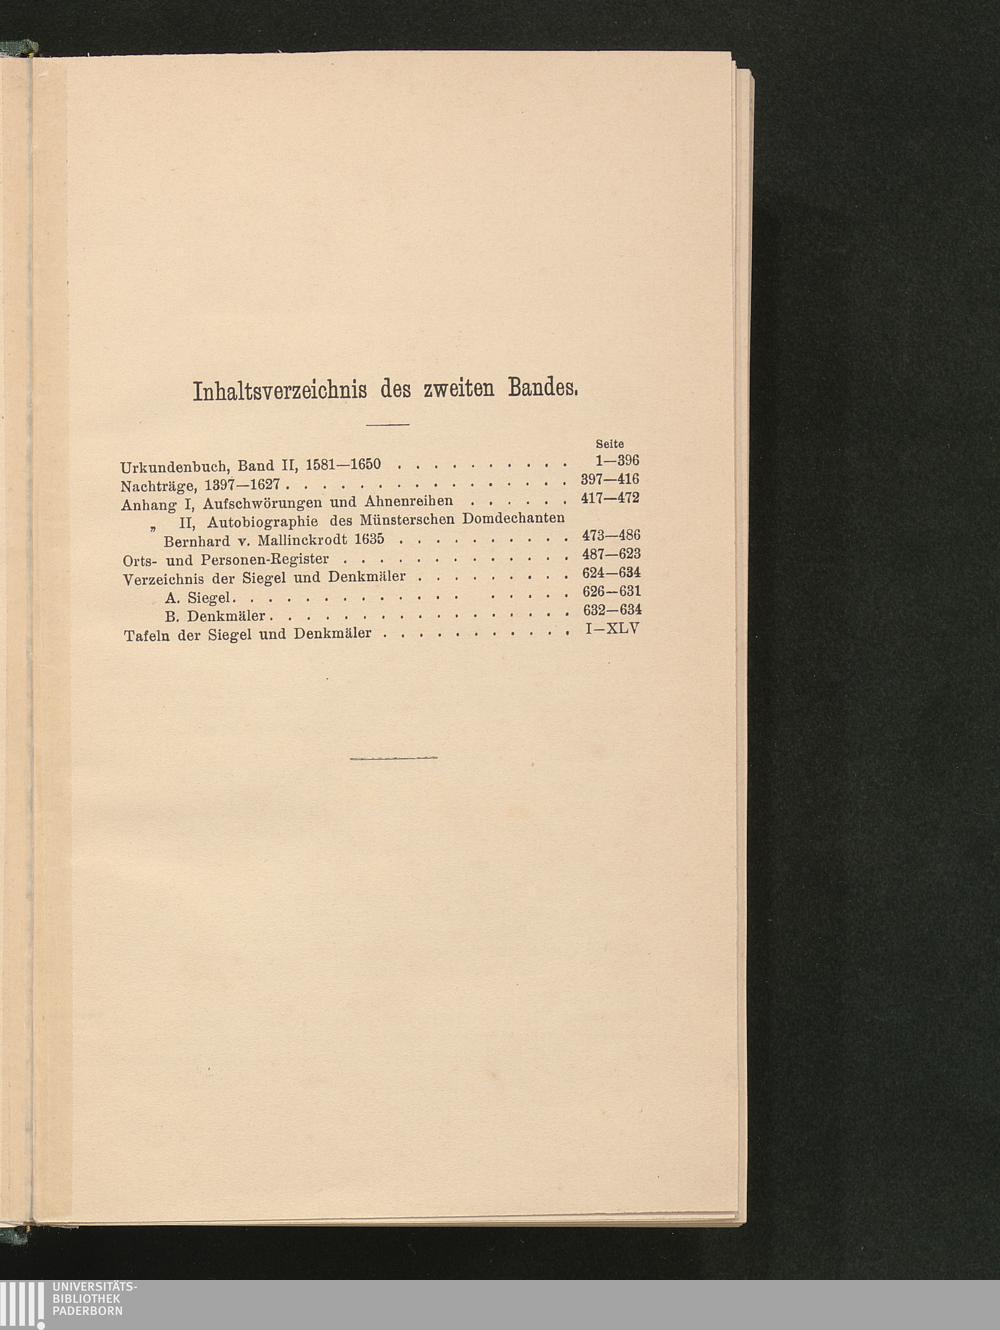 Inhaltsverzeichnis des zweiten Bandes.
Seite
Urkundenbuch, Band II, 1581—1650 . . . . . . . . . . 1—396
Nachträge, 1397—1627 . . . . . . . . . . . . . . . . 397—416
Anhang I, Aufschwörungen und Ahnenreihen . . . . . . 417—472
„ II, Autobiographie des Münsterschen Domdechanten
Bernhard v. Mallinckrodt 1635 . . . . . . . . . . 473—486
Orts- und Personen-Register . . . . . . . . . . . . . 487—623
Verzeichnis der Siegel und Denkmäler . . . . . . . . . 624—634
A. Siegel . . . . . . . . . . . . . . . . . . 626—631
B. Denkmäler . . . . . . . . . . . . . . . . . 632—634
Tafeln der Siegel und Denkmäler . . . . . . . . . . . I—XLV
UNIVERSITÄTS-
BIBLIOTHEK
PADERBORN